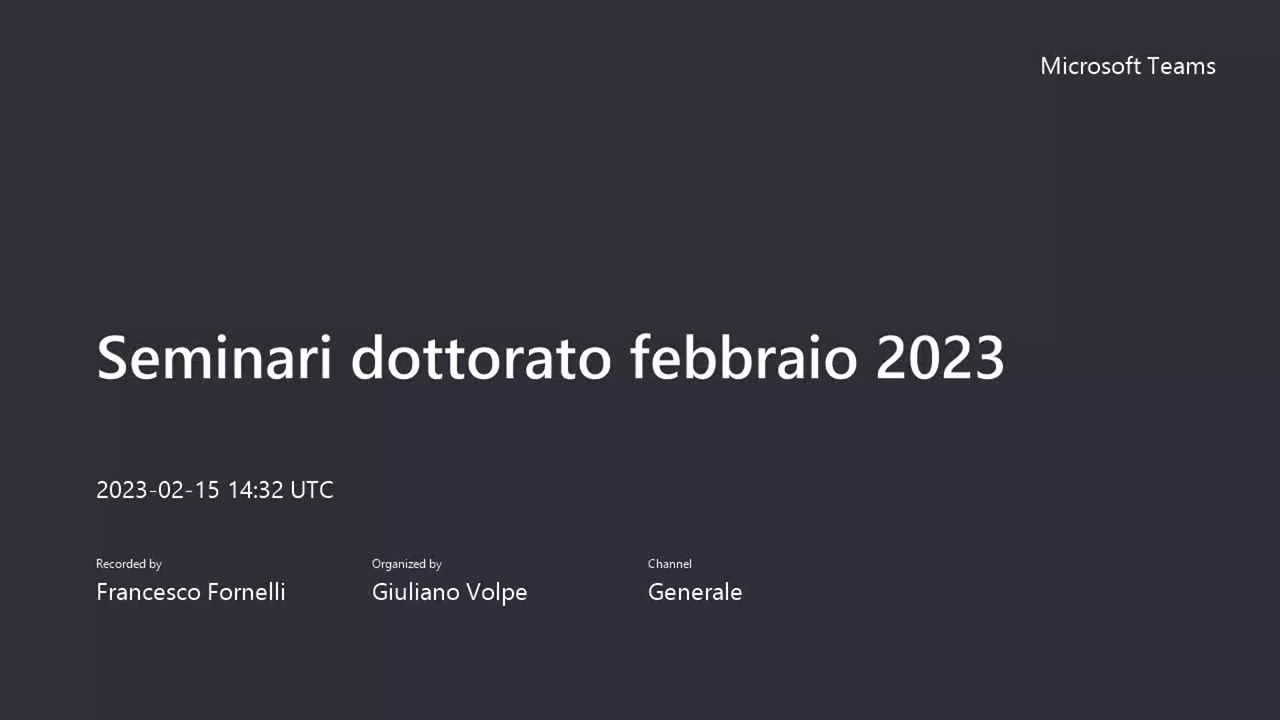 Microsoft Teams
Seminari dottorato febbraio 2023
2023-02-15 14:32 UTC
Recorded by
Francesco Fornelli
Organized by
Giuliano Volpe
Channel
Generale